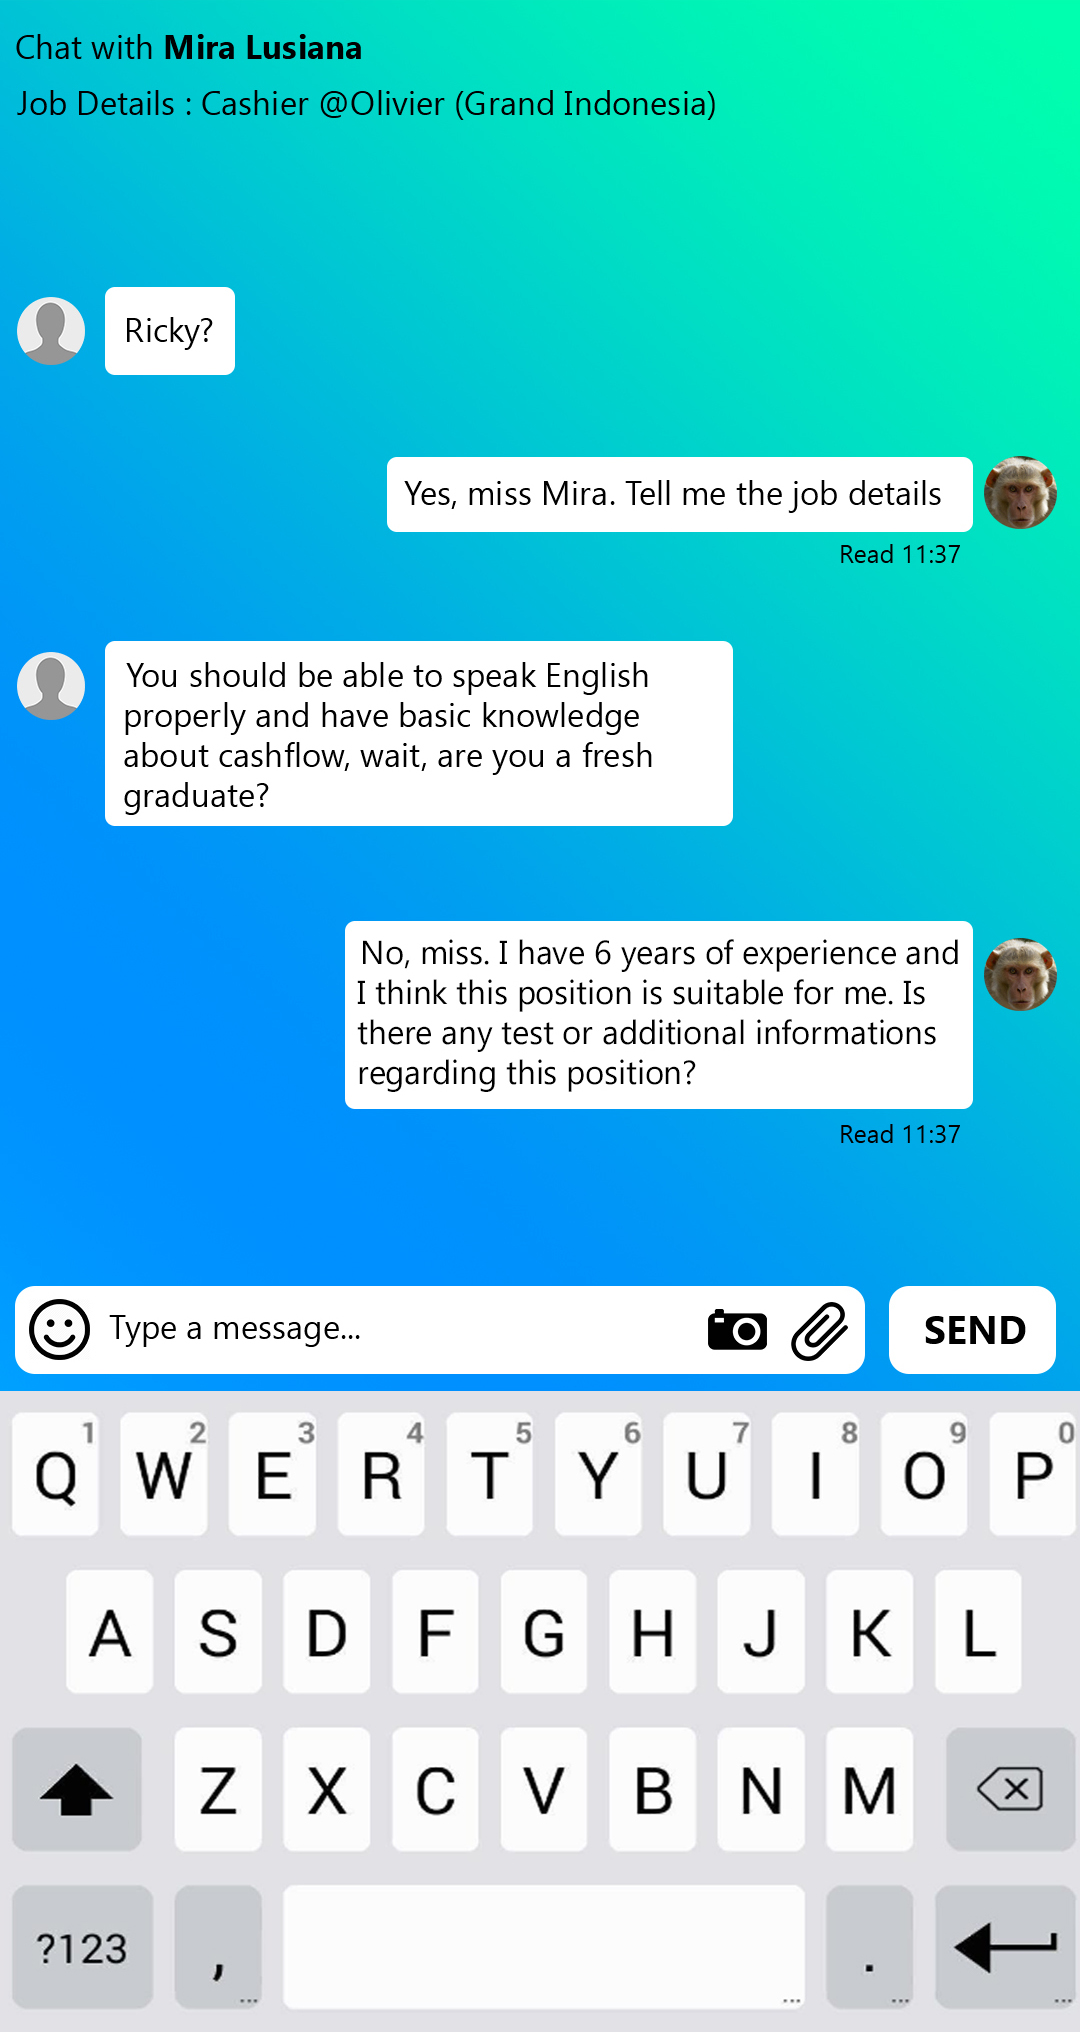 Chat with Mira Lusiana
Job Details : Cashier @Olivier (Grand Indonesia)
Ricky?
Yes, miss Mira. Tell me the job details
Read 11:37
You should be able to speak English
properly and have basic knowledge
about cashflow, wait, are you a fresh
graduate?
No, miss. I have 6 years of experience and
I think this position is suitable for me. Is
there any test or additional informations
regarding this position?
Read 11:37
Type a message...
SEND
1 2 3 4 5 6 7 8 9 0
Q W E R T Y U I O P
A S D F G H J K L
Z X C V B N M
?123 , .
... ... ... ...